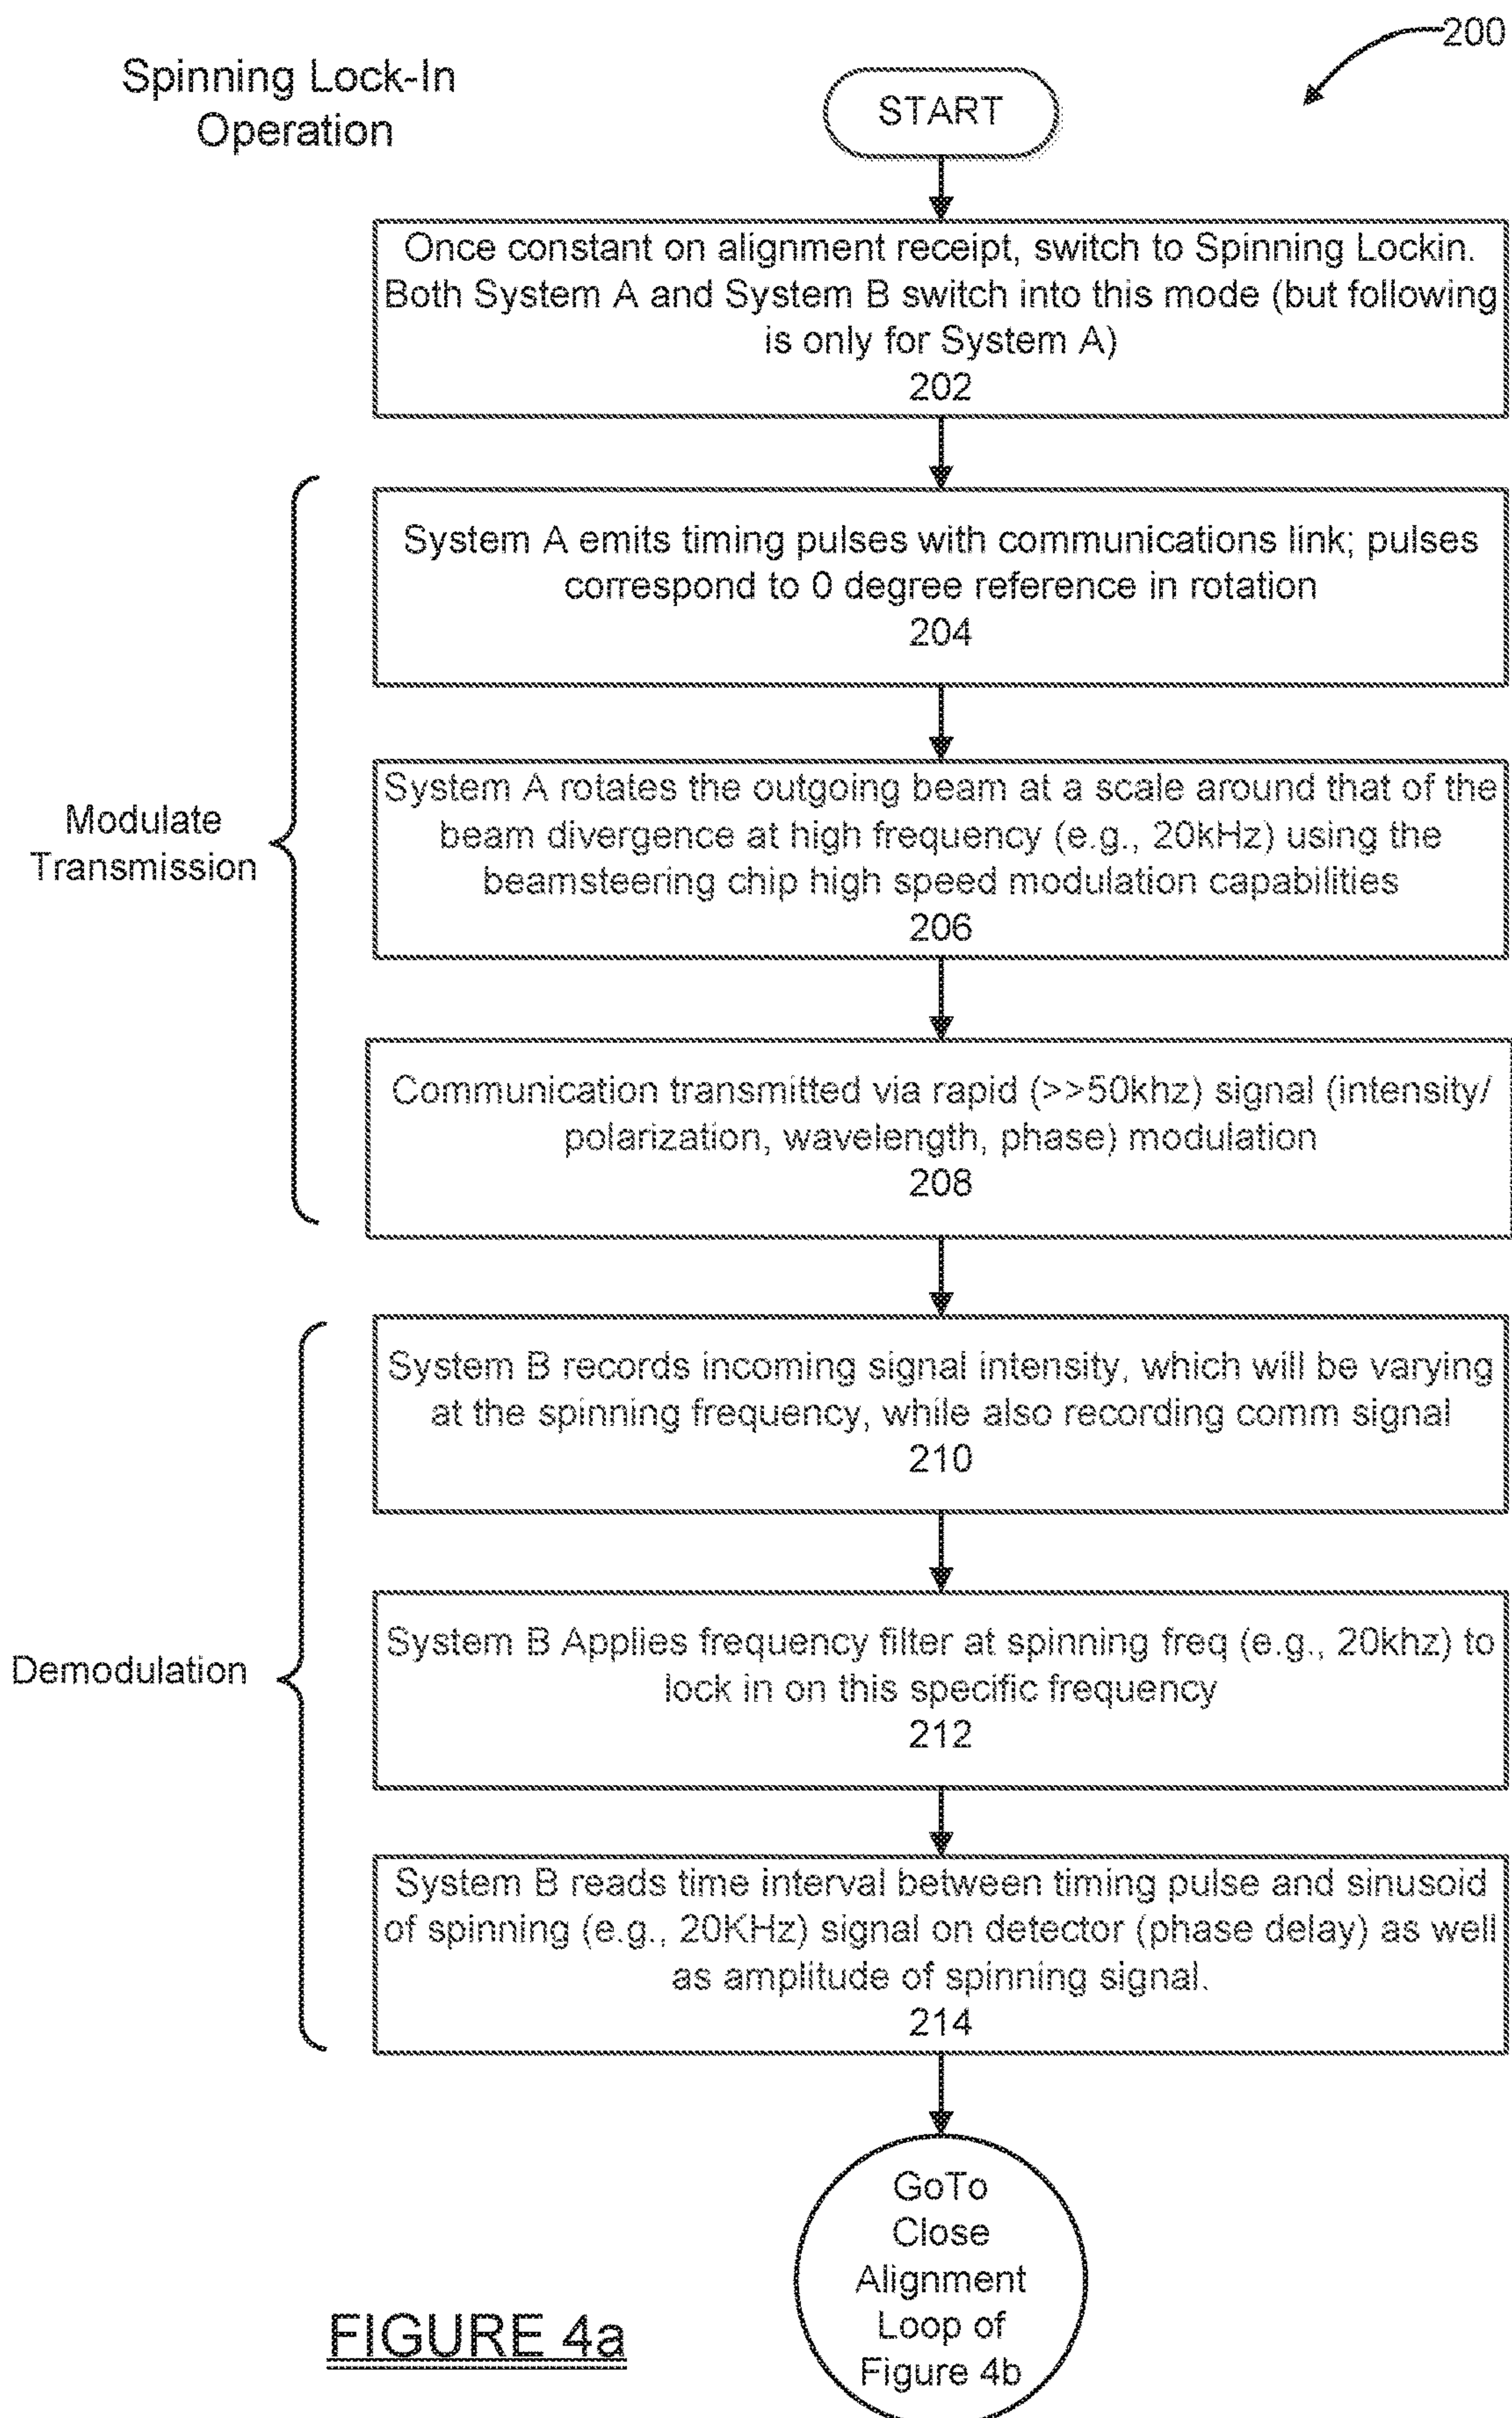 200
Spinning Lock-In
Operation
START
Once constant on alignment receipt, switch to Spinning Lockin.
Both System A and System B switch into this mode (but following
is only for System A)
202
System A emits timing pulses with communications link; pulses
correspond to 0 degree reference in rotation
204
Modulate
Transmission
System A rotates the outgoing beam at a scale around that of the
beam divergence at high frequency (e.g., 20kHz) using the
beamsteering chip high speed modulation capabilities
206
Communication transmitted via rapid (>>50khz) signal (intensity/
polarization, wavelength, phase) modulation
208
System B records incoming signal intensity, which will be varying
at the spinning frequency, while also recording comm signal
210
Demodulation
System B Applies frequency filter at spinning freq (e.g., 20khz) to
lock in on this specific frequency
212
System B reads time interval between timing pulse and sinusoid
of spinning (e.g., 20KHz) signal on detector (phase delay) as well
as amplitude of spinning signal.
214
GoTo
Close
Alignment
Loop of
Figure 4b
FIGURE 4a